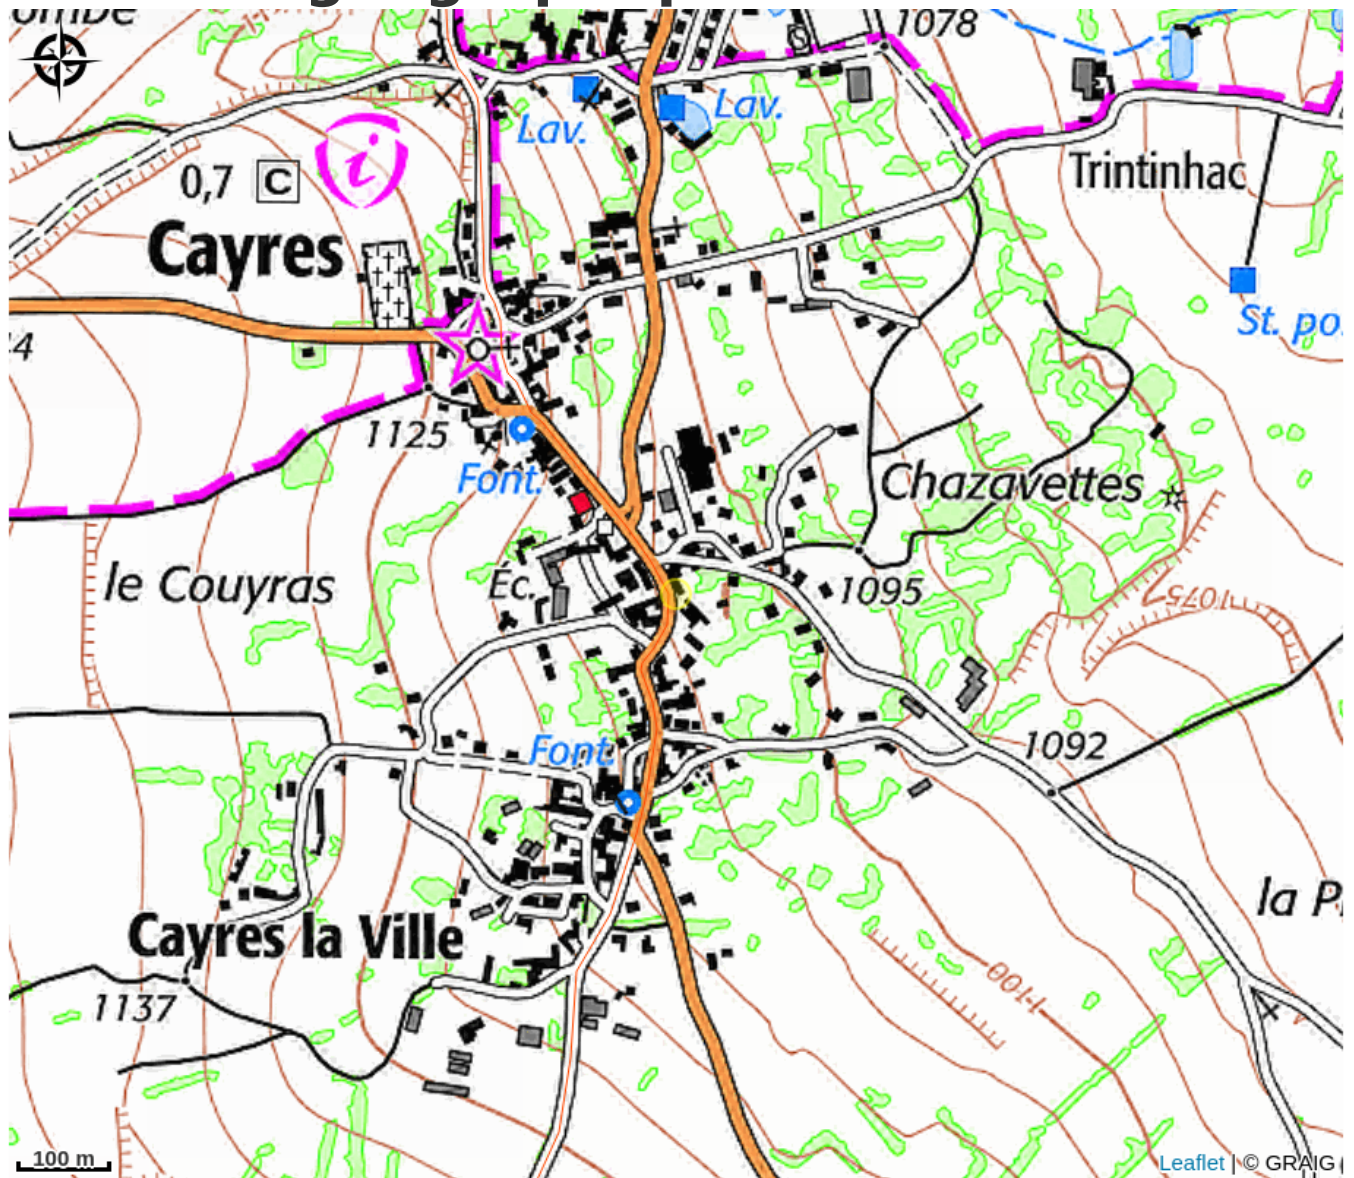 1078
Lav.
Lav.
Trintinhac
0,7 C
i
Cayres
St. po
4
1125
Font.
Chazavettes
le Couyras
Éc.
1095
1075
1092
Font.
la P
Cayres la Ville
1137
1100
100 m
Leaflet | © GRAIG